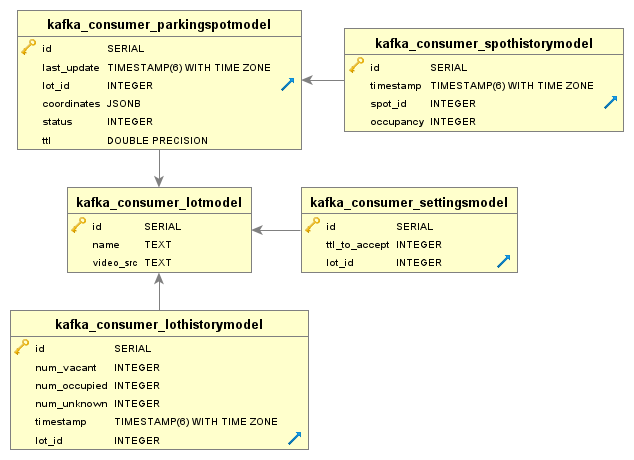 kafka_consumer_parkingspotmodel
id SERIAL
last_update TIMESTAMP(6) WITH TIME ZONE
lot_id INTEGER
coordinates JSONB
status INTEGER
ttl DOUBLE PRECISION
kafka_consumer_spothistorymodel
id SERIAL
timestamp TIMESTAMP(6) WITH TIME ZONE
spot_id INTEGER
occupancy INTEGER
kafka_consumer_lotmodel
id SERIAL
name TEXT
video_src TEXT
kafka_consumer_settingsmodel
id SERIAL
ttl_to_accept INTEGER
lot_id INTEGER
kafka_consumer_lothistorymodel
id SERIAL
num_vacant INTEGER
num_occupied INTEGER
num_unknown INTEGER
timestamp TIMESTAMP(6) WITH TIME ZONE
lot_id INTEGER